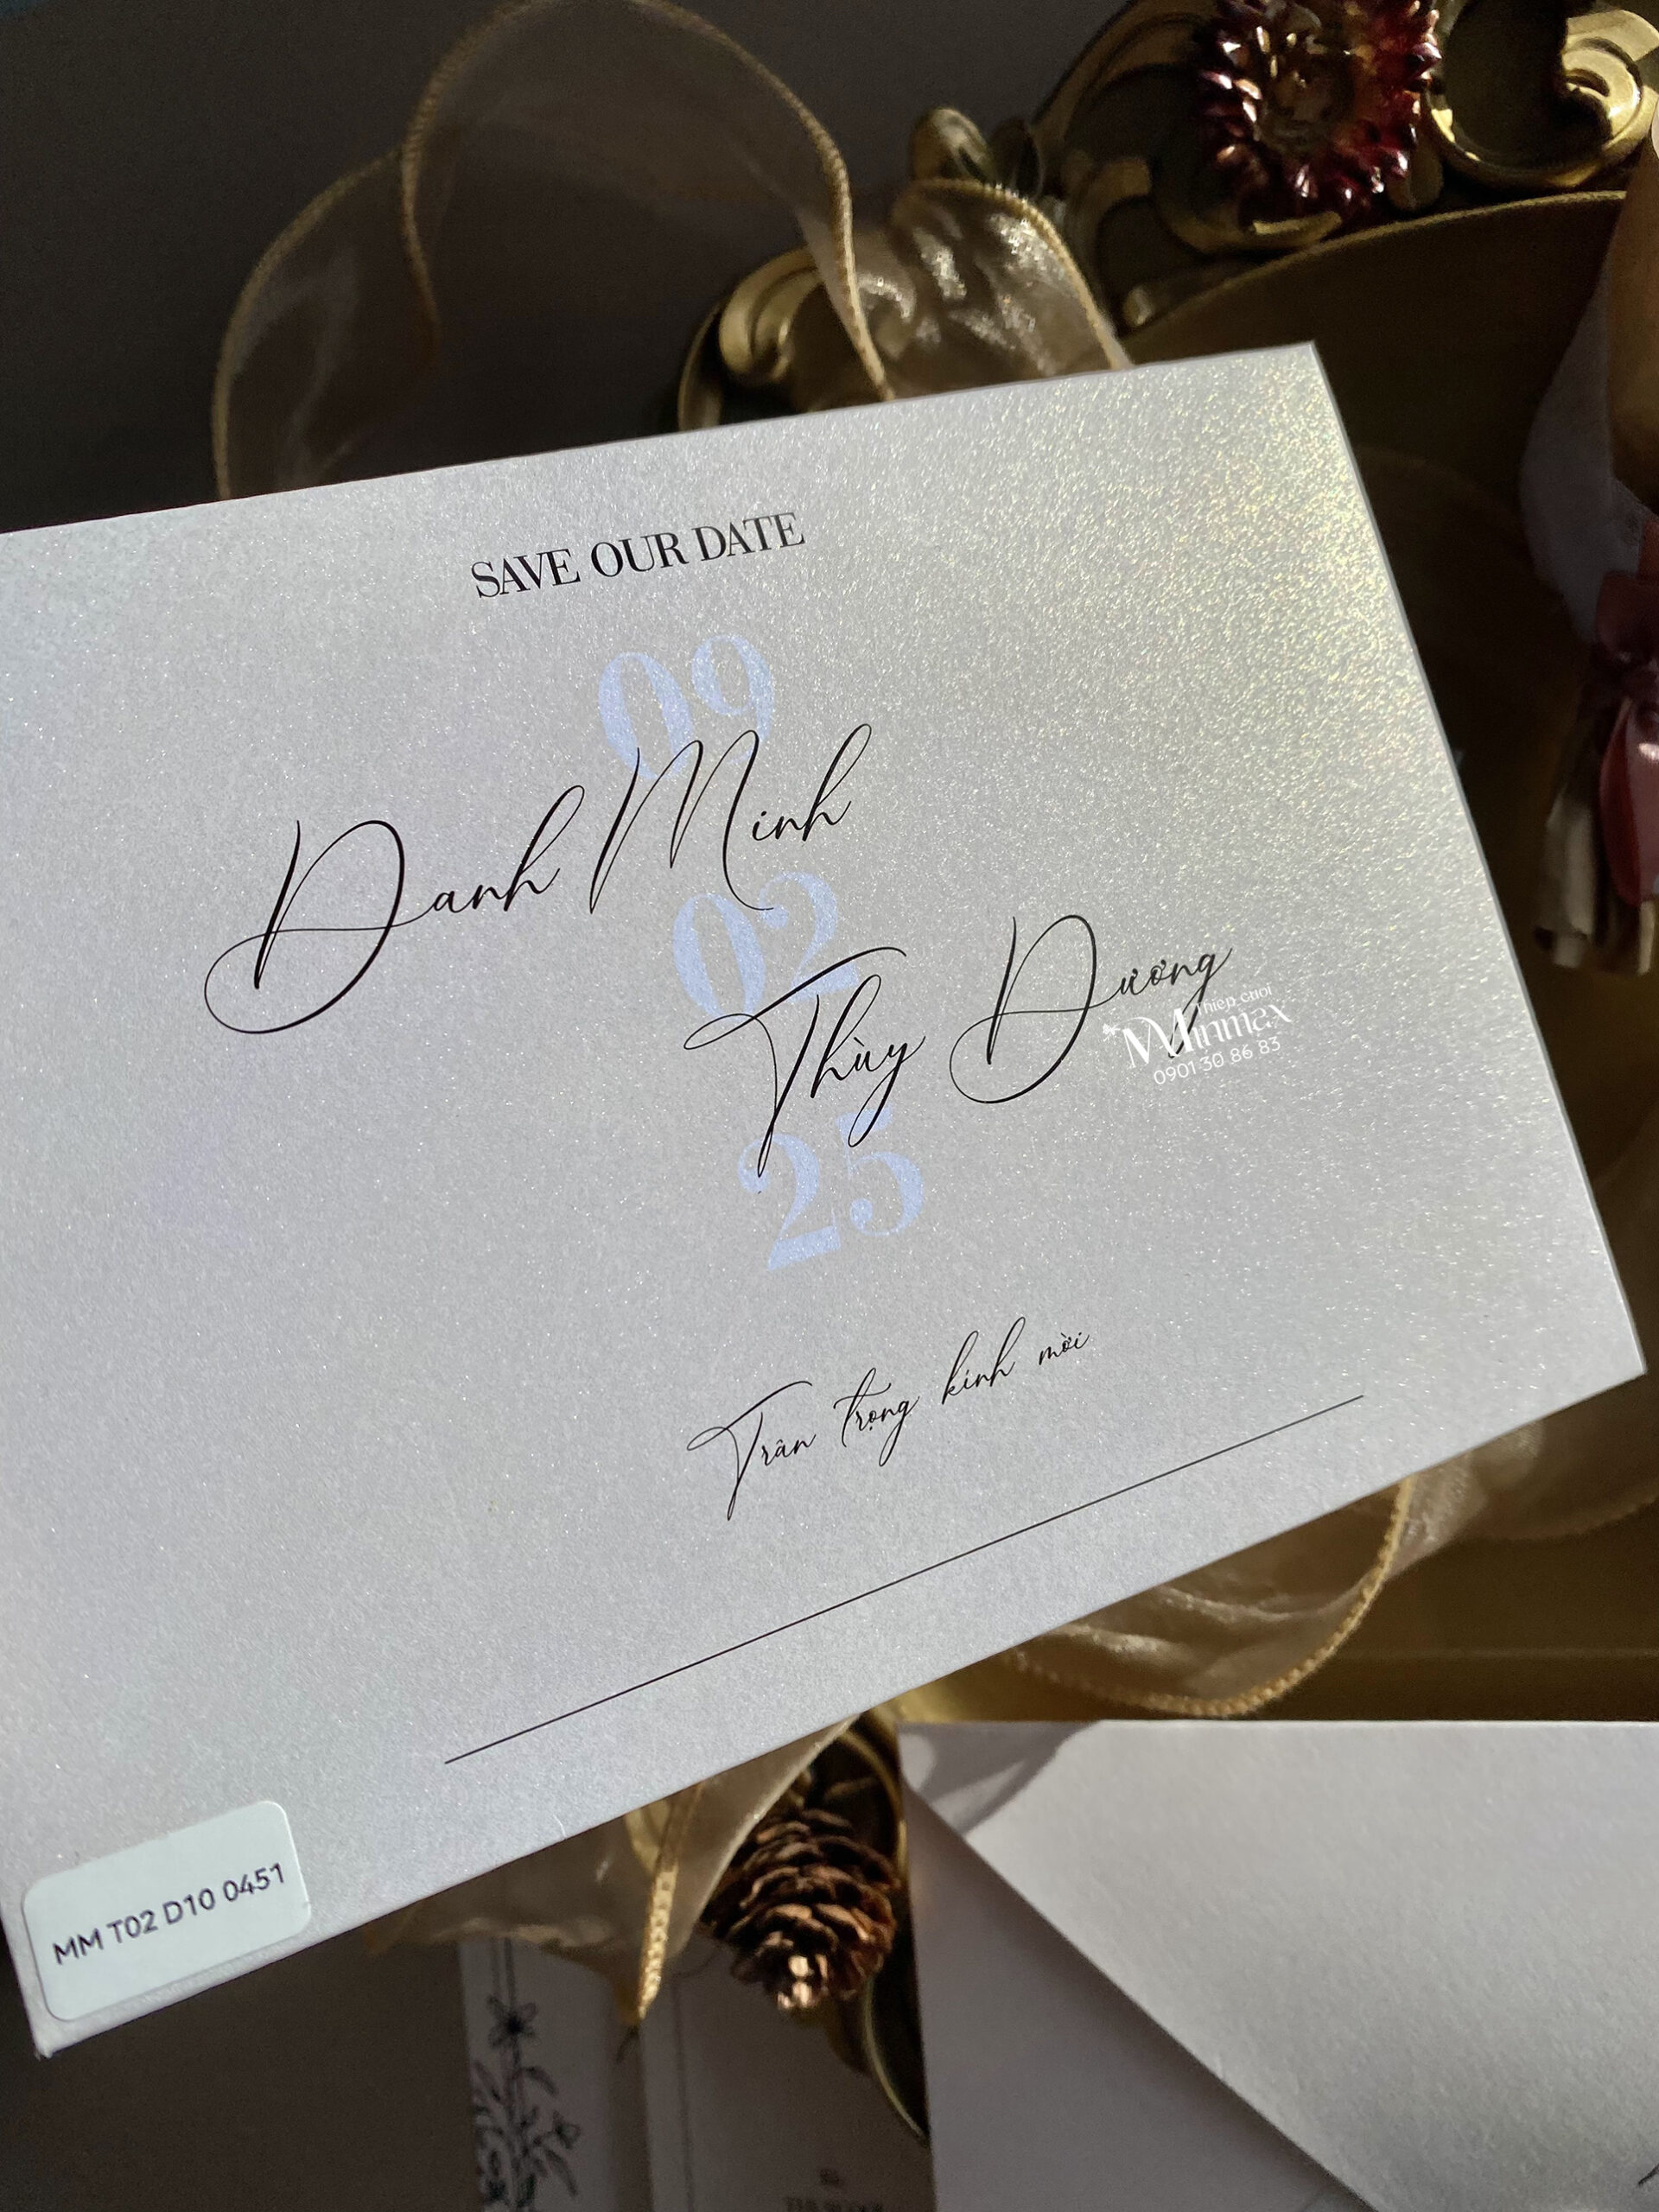 SAVE OUR DATE
09
Danh Minh
02
Thùy Dương
Thiệp cưới
Minmax
0901 30 86 83
25
Trân trọng kính mời
MM T02 D10 0451